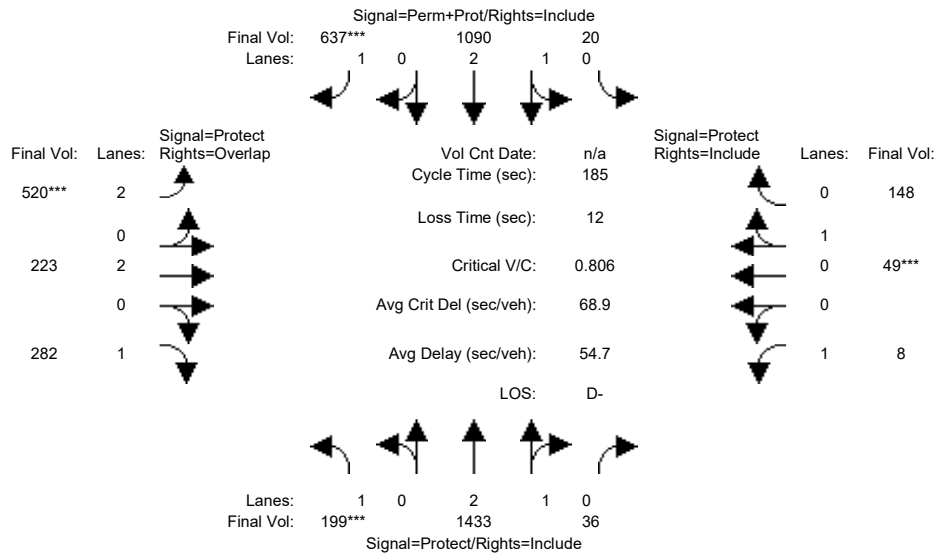 Signal=Perm+Prot/Rights=Include
Final Vol: 637*** 1090 20
Lanes: 1 0 2 1 0
Signal=Protect Signal=Protect
Final Vol: Lanes: Rights=Overlap Vol Cnt Date: n/a Rights=Include Lanes: Final Vol:
Cycle Time (sec): 185
520*** 2 0 148
Loss Time (sec): 12
0 1
223 2 Critical V/C: 0.806 0 49***
0 Avg Crit Del (sec/veh): 68.9 0
282 1 Avg Delay (sec/veh): 54.7 1 8
LOS: D-
Lanes: 1 0 2 1 0
Final Vol: 199*** 1433 36
Signal=Protect/Rights=Include